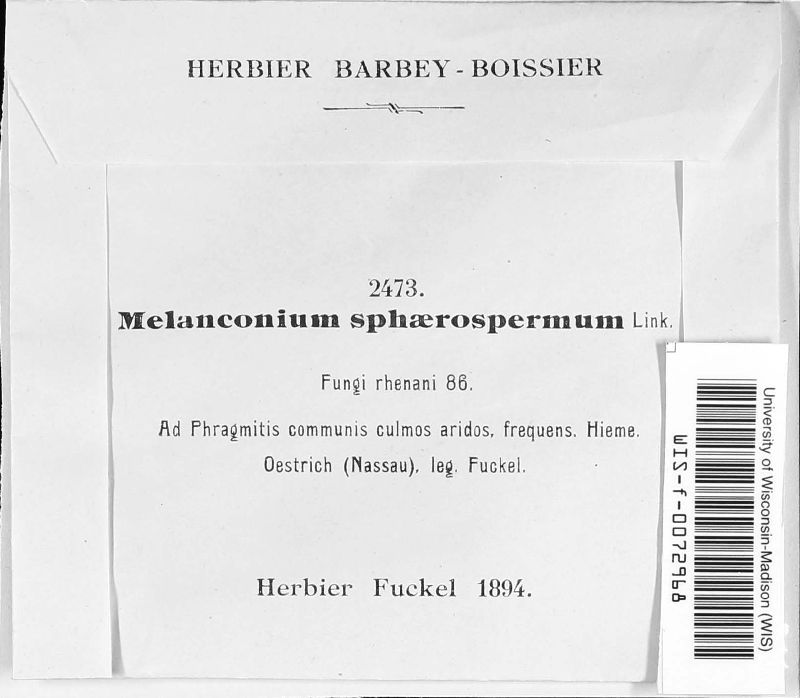 HERBIER BARBEY - BOISSIER
2473.
Melanconium sphærospermum Link.
Fungi rhenani 86.
Ad Phragmitis communis culmos aridos, frequens. Hieme.
Oestrich (Nassau), leg. Fuckel.
Herbier Fuckel 1894.
University of Wisconsin-Madison (WIS)
WIS-f-0072968